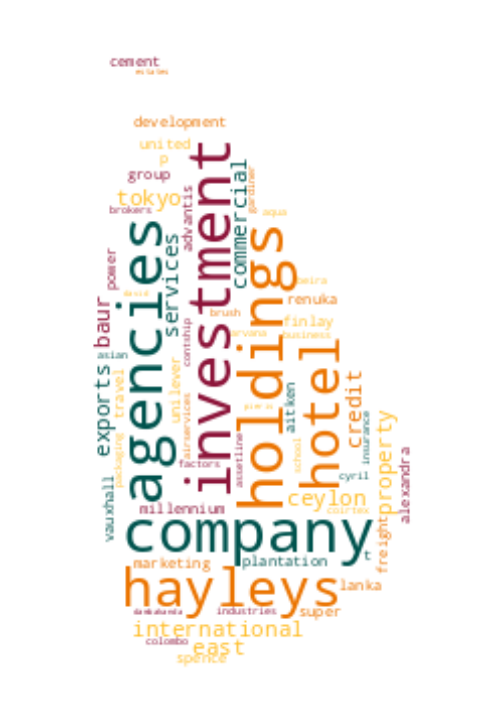 cement
estates
development
united
p
group
tokyo
brokers
investment
commercial
gardiner
advantis
aqua
agencies
services
holdings
power
baur
renuka
brush
finlay
business
contship
asian
hotel
exports
travel
unilever
airservices
aitken
credit
insurance
property
packaging
factors
assetline
school
cyril
alexandra
vauxhall
millennium
ceylon
company
freight
t
marketing
plantation
hayleys
lanka
industries
super
international
colombo
east
spence